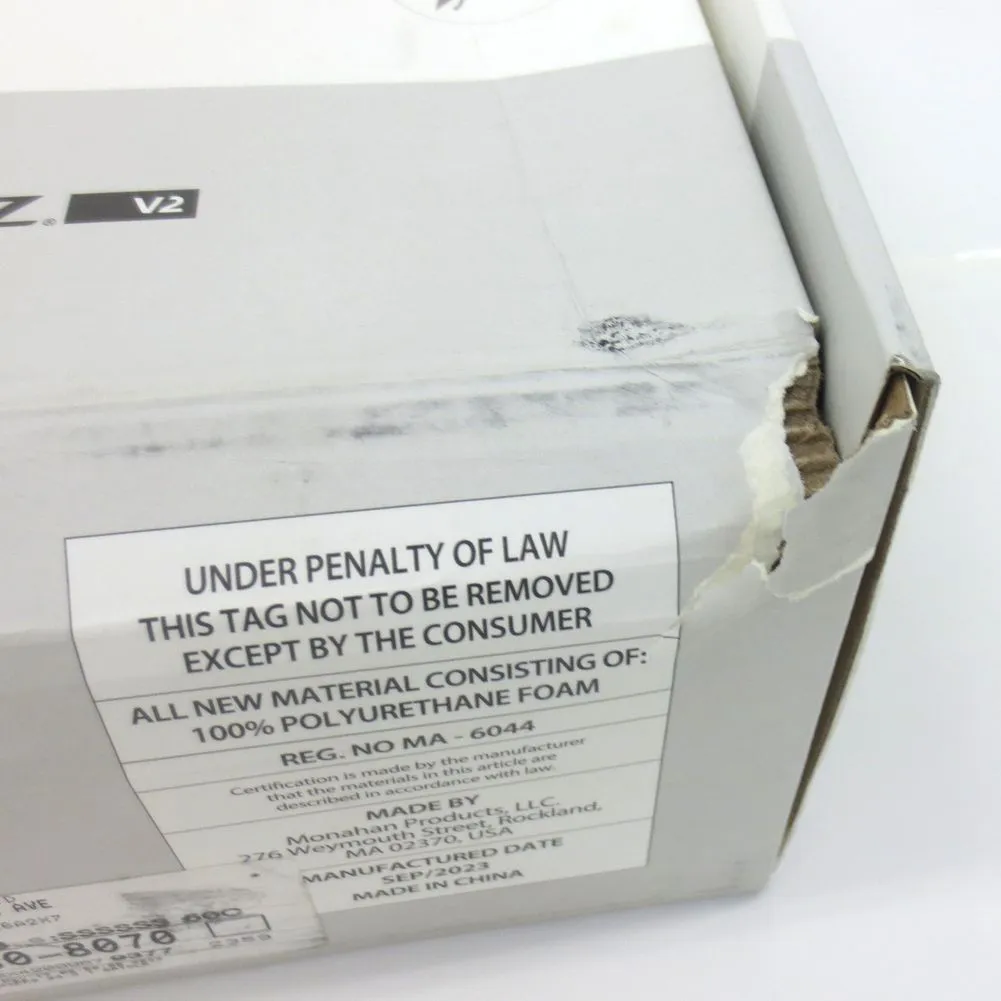 Z® V2
UNDER PENALTY OF LAW
THIS TAG NOT TO BE REMOVED
EXCEPT BY THE CONSUMER
ALL NEW MATERIAL CONSISTING OF:
100% POLYURETHANE FOAM
REG. NO MA - 6044
Certification is made by the manufacturer
that the materials in this article are
described in accordance with law.
MADE BY
Monahan Products, LLC.
276 Weymouth Street, Rockland,
MA 02370, USA
MANUFACTURED DATE
SEP/2023
MADE IN CHINA
AVE
0-8070